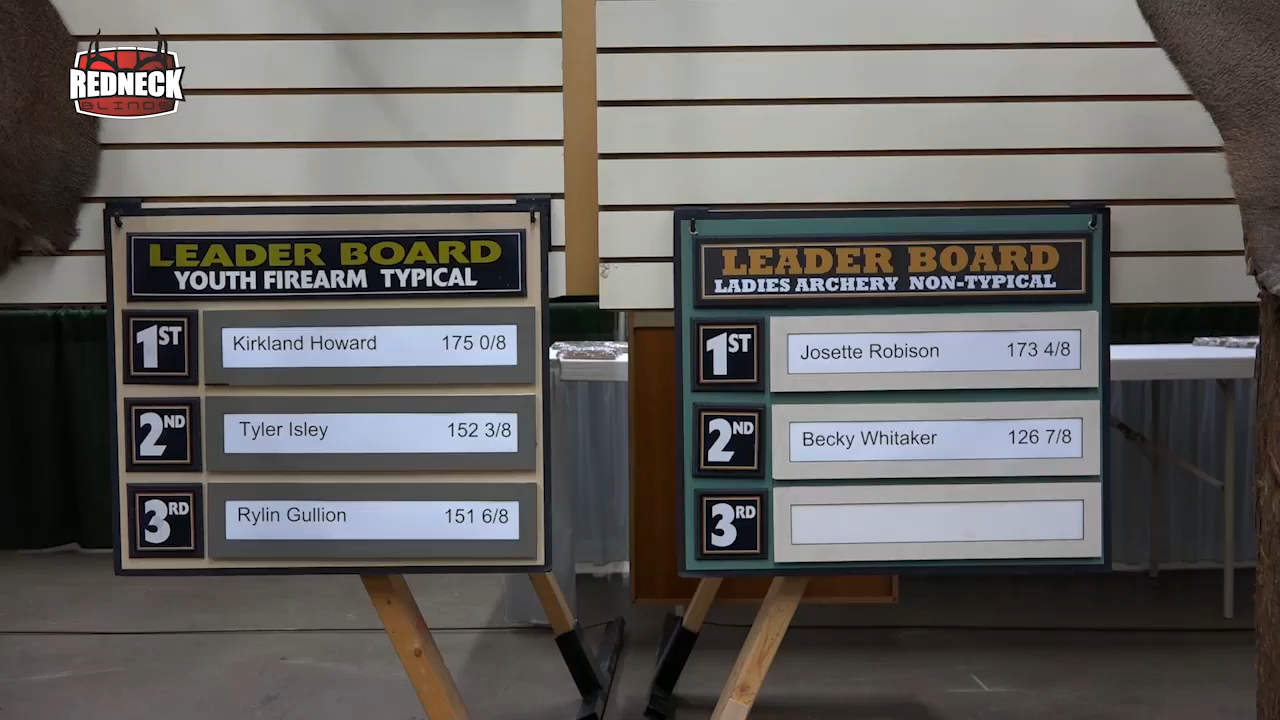 REDNECK
BLINDS
LEADER BOARD
YOUTH FIREARM TYPICAL
1ST
Kirkland Howard 175 0/8
2ND
Tyler Isley 152 3/8
3RD
Rylin Gullion 151 6/8
LEADER BOARD
LADIES ARCHERY NON-TYPICAL
1ST
Josette Robison 173 4/8
2ND
Becky Whitaker 126 7/8
3RD